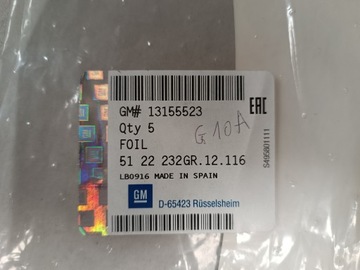 GM# 13155523
Qty 5
G10A
FOIL
51 22 232GR.12.116
LB0916 MADE IN SPAIN
GM
D-65423 Rüsselsheim
EAC
S495801111